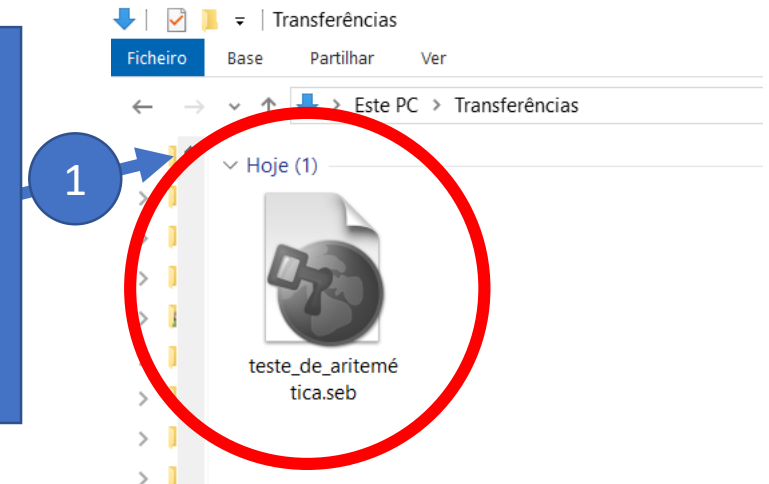 Transferências
Ficheiro Base Partilhar Ver
Este PC > Transferências
1
Hoje (1)
teste_de_aritemé
tica.seb